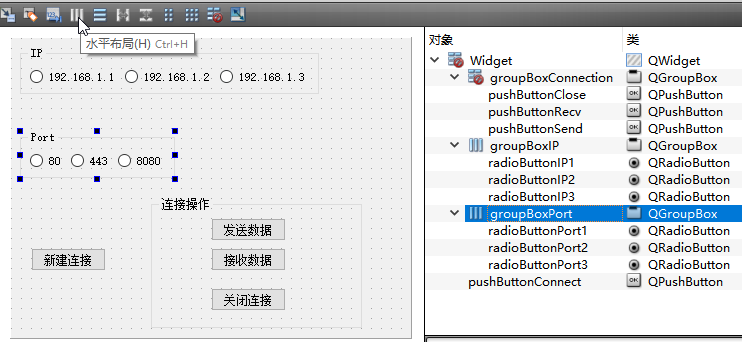 水平布局(H) Ctrl+H
IP
192.168.1.1 192.168.1.2 192.168.1.3
Port
80 443 8080
连接操作
发送数据
新建连接 接收数据
关闭连接
对象 类
Widget QWidget
groupBoxConnection QGroupBox
pushButtonClose QPushButton
pushButtonRecv QPushButton
pushButtonSend QPushButton
groupBoxIP QGroupBox
radioButtonIP1 QRadioButton
radioButtonIP2 QRadioButton
radioButtonIP3 QRadioButton
groupBoxPort QGroupBox
radioButtonPort1 QRadioButton
radioButtonPort2 QRadioButton
radioButtonPort3 QRadioButton
pushButtonConnect QPushButton